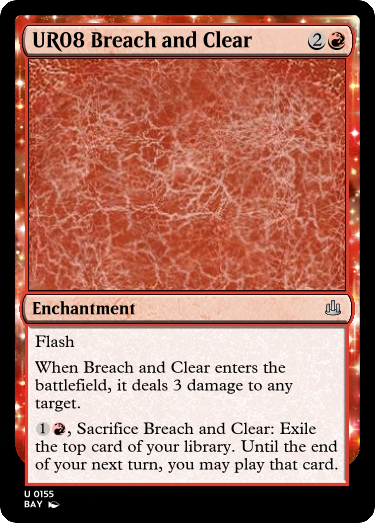 UR08 Breach and Clear 2
Enchantment
Flash
When Breach and Clear enters the
battlefield, it deals 3 damage to any
target.
1 , Sacrifice Breach and Clear: Exile
the top card of your library. Until the end
of your next turn, you may play that card.
U 0155
BAY